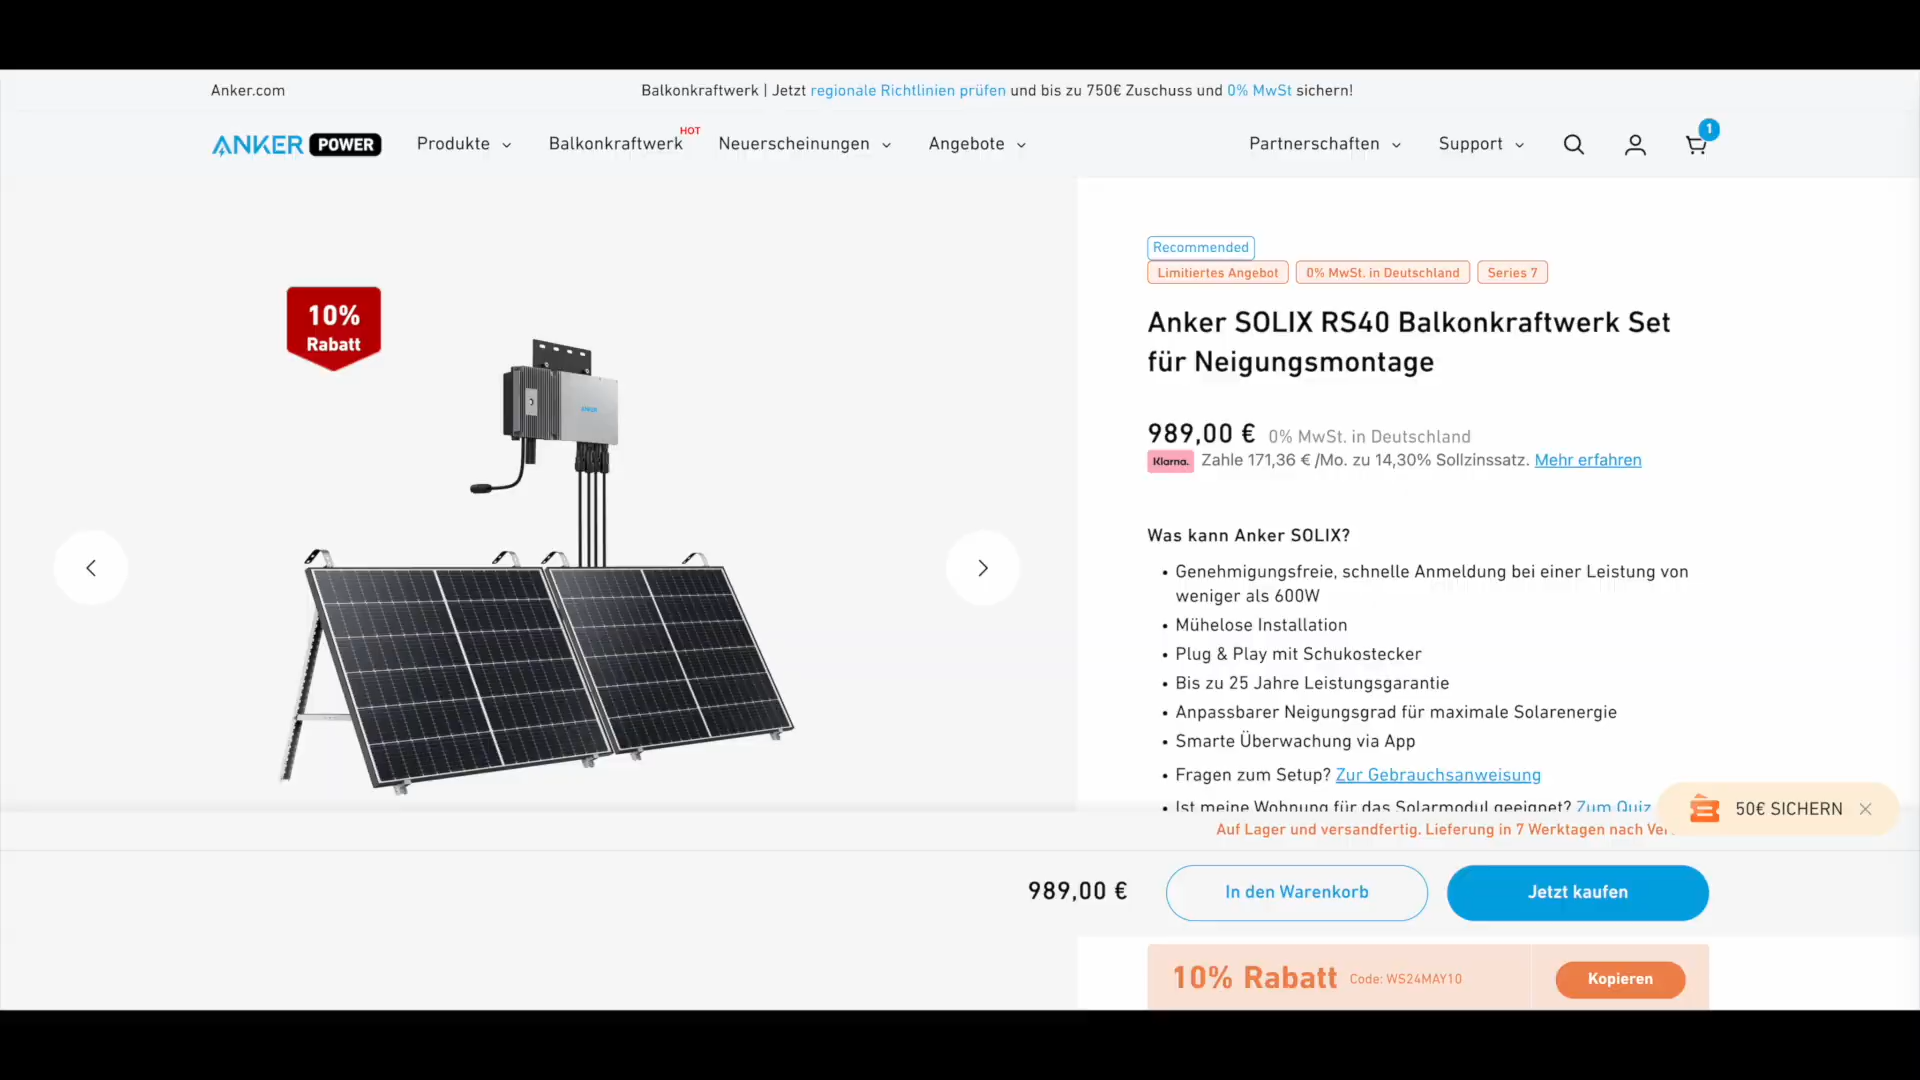 Anker.com
Balkonkraftwerk | Jetzt regionale Richtlinien prüfen und bis zu 750€ Zuschuss und 0% MwSt sichern!
ANKER POWER
Produkte
Balkonkraftwerk
HOT
Neuerscheinungen
Angebote
Partnerschaften
Support
1
10%
Rabatt
ANKER
Recommended
Limitiertes Angebot
0% MwSt. in Deutschland
Series 7
Anker SOLIX RS40 Balkonkraftwerk Set
für Neigungsmontage
989,00 € 0% MwSt. in Deutschland
Klarna. Zahle 171,36 € /Mo. zu 14,30% Sollzinssatz. Mehr erfahren
Was kann Anker SOLIX?
• Genehmigungsfreie, schnelle Anmeldung bei einer Leistung von
weniger als 600W
• Mühelose Installation
• Plug & Play mit Schukostecker
• Bis zu 25 Jahre Leistungsgarantie
• Anpassbarer Neigungsgrad für maximale Solarenergie
• Smarte Überwachung via App
• Fragen zum Setup? Zur Gebrauchsanweisung
• Ist meine Wohnung für das Solarmodul geeignet? Zum Quiz
50€ SICHERN
Auf Lager und versandfertig. Lieferung in 7 Werktagen nach
989,00 €
In den Warenkorb
Jetzt kaufen
10% Rabatt Code: WS24MAY10
Kopieren